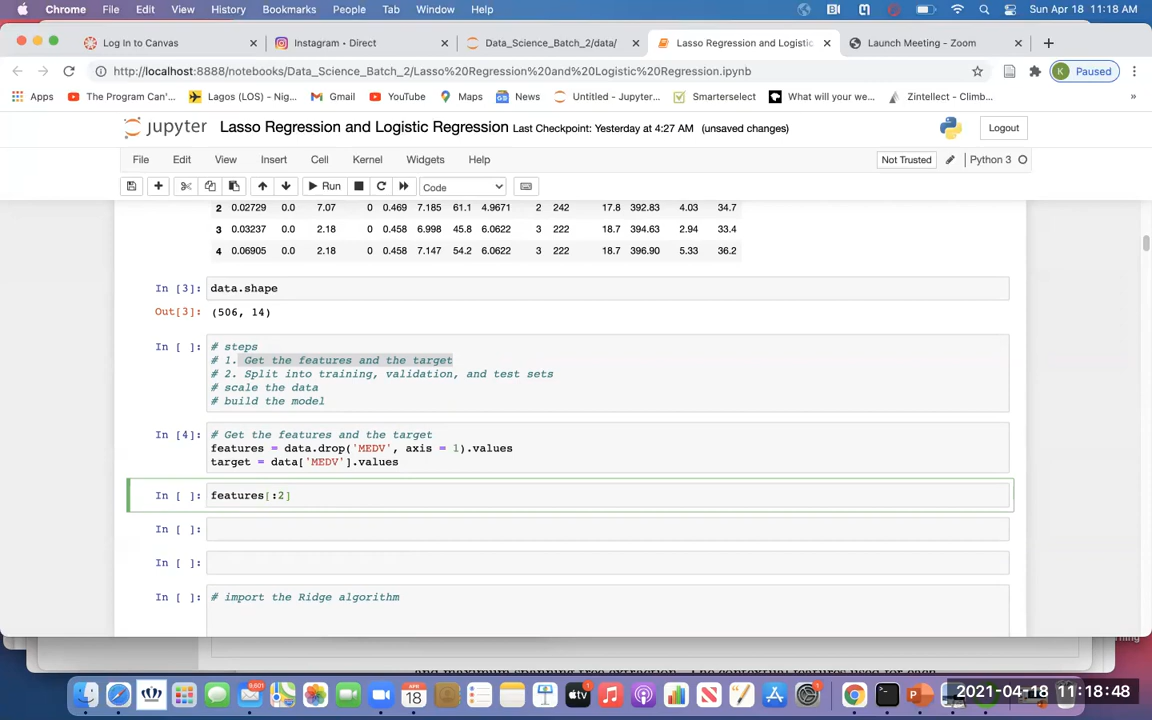 Chrome File Edit View History Bookmarks People Tab Window Help Sun Apr 18 11:18 AM
Log In to Canvas Instagram • Direct Data_Science_Batch_2/data/ Lasso Regression and Logistic Launch Meeting - Zoom
http://localhost:8888/notebooks/Data_Science_Batch_2/Lasso%20Regression%20and%20Logistic%20Regression.ipynb K Paused
Apps The Program Can'... Lagos (LOS) – Nig... Gmail YouTube Maps News Untitled - Jupyter... Smarterselect What will your we... Zintellect - Climb... »
jupyter Lasso Regression and Logistic Regression Last Checkpoint: Yesterday at 4:27 AM (unsaved changes) Logout
File Edit View Insert Cell Kernel Widgets Help Not Trusted Python 3
Run Code
2 0.02729 0.0 7.07 0 0.469 7.185 61.1 4.9671 2 242 17.8 392.83 4.03 34.7
3 0.03237 0.0 2.18 0 0.458 6.998 45.8 6.0622 3 222 18.7 394.63 2.94 33.4
4 0.06905 0.0 2.18 0 0.458 7.147 54.2 6.0622 3 222 18.7 396.90 5.33 36.2
In [3]: data.shape
Out[3]: (506, 14)
In [ ]: # steps
# 1. Get the features and the target
# 2. Split into training, validation, and test sets
# scale the data
# build the model
In [4]: # Get the features and the target
features = data.drop('MEDV', axis = 1).values
target = data['MEDV'].values
In [ ]: features[:2]
In [ ]:
In [ ]:
In [ ]: # import the Ridge algorithm
9,601 APR 18 tv 1 P 2021-04-18 11:18:48